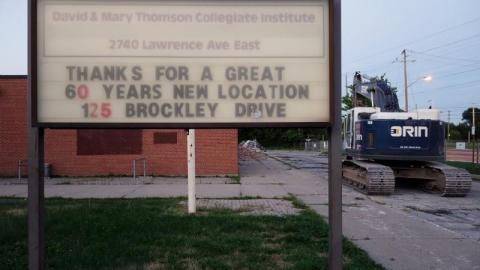 David & Mary Thomson Collegiate Institute
2740 Lawrence Ave East
THANKS FOR A GREAT
60 YEARS NEW LOCATION
125 BROCKLEY DRIVE
ORIN